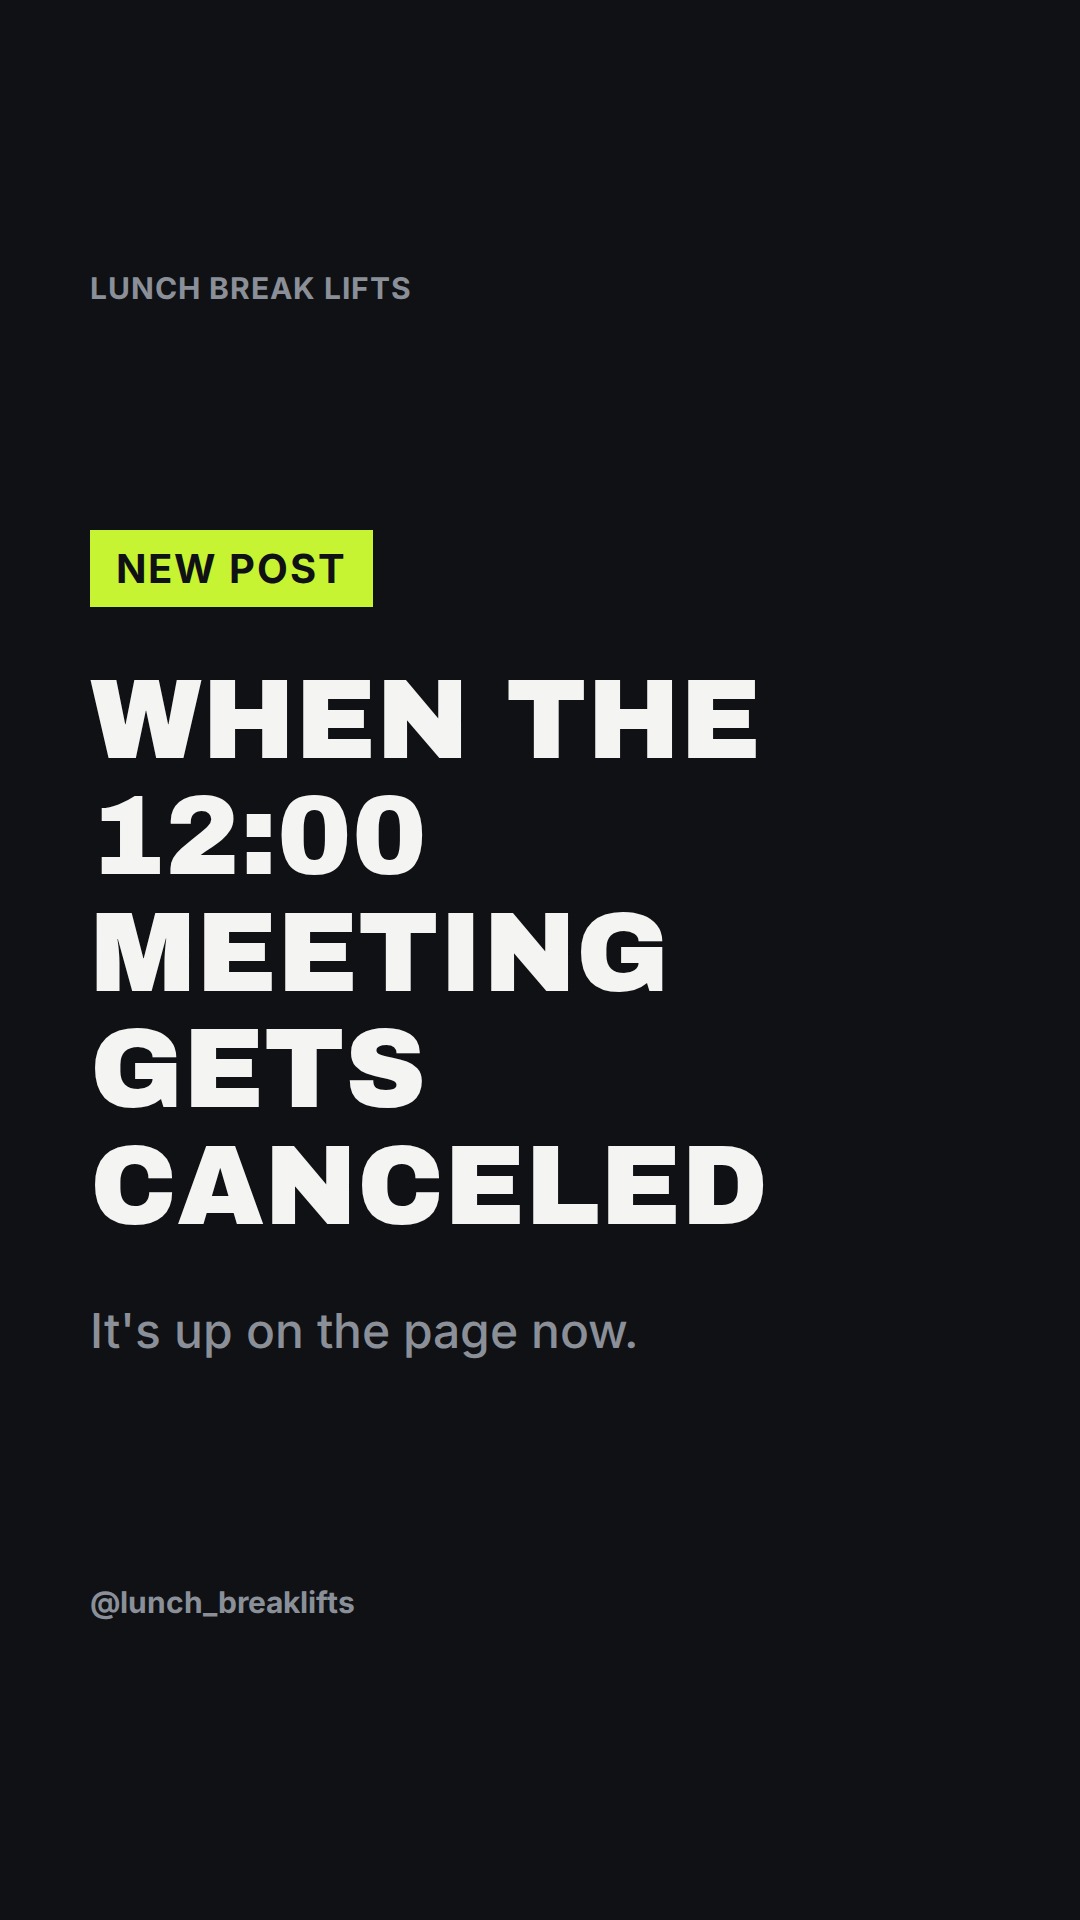 LUNCH BREAK LIFTS
NEW POST
WHEN THE
12:00
MEETING
GETS
CANCELED
It's up on the page now.
@lunch_breaklifts